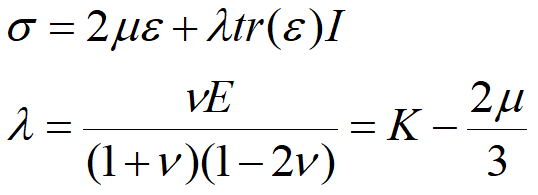 σ = 2με + λtr(ε)I
λ = νE / (1 + ν)(1 − 2ν) = K − 2μ / 3